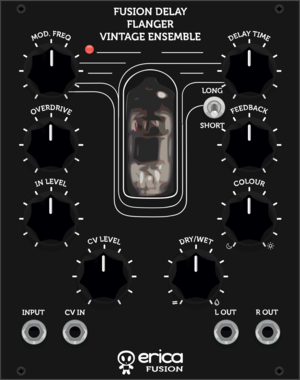 FUSION DELAY
FLANGER
VINTAGE ENSEMBLE
MOD. FREQ
DELAY TIME
LONG
SHORT
OVERDRIVE
FEEDBACK
IN LEVEL
COLOUR
CV LEVEL
DRY/WET
INPUT
CV IN
L OUT
R OUT
erica
FUSION